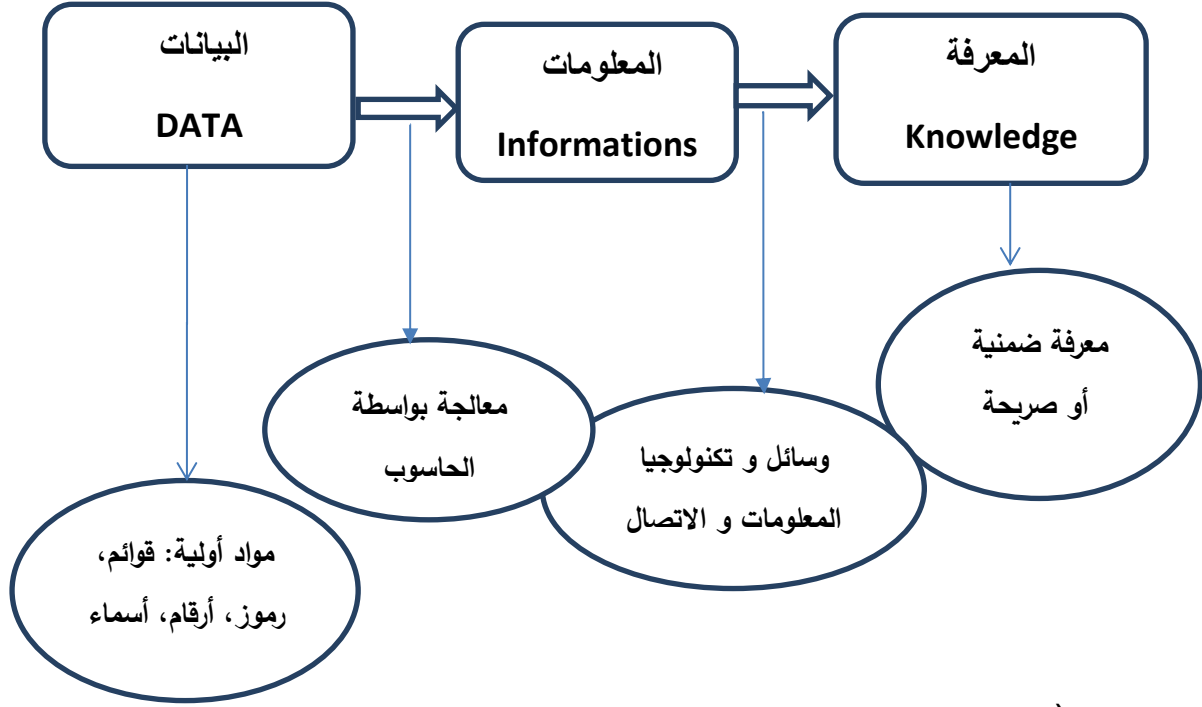 البيانات
DATA
المعلومات
Informations
المعرفة
Knowledge
معالجة بواسطة
الحاسوب
وسائل و تكنولوجيا
المعلومات و الاتصال
معرفة ضمنية
أو صريحة
مواد أولية: قوائم،
رموز، أرقام، أسماء